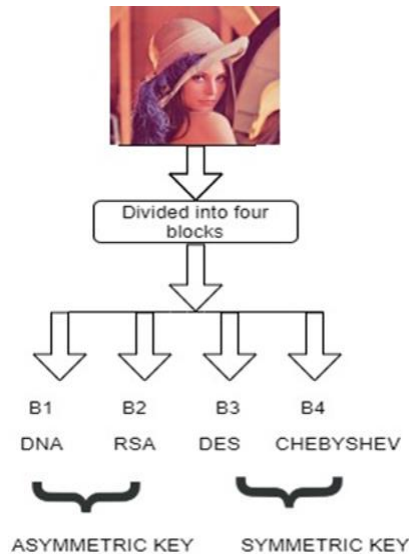 Divided into four
blocks
B1 B2 B3 B4
DNA RSA DES CHEBYSHEV
ASYMMETRIC KEY SYMMETRIC KEY